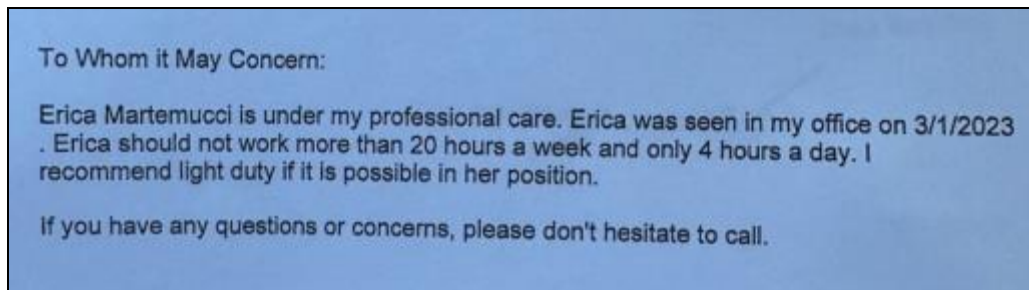 To Whom it May Concern:
Erica Martemucci is under my professional care. Erica was seen in my office on 3/1/2023
. Erica should not work more than 20 hours a week and only 4 hours a day. I
recommend light duty if it is possible in her position.
If you have any questions or concerns, please don't hesitate to call.